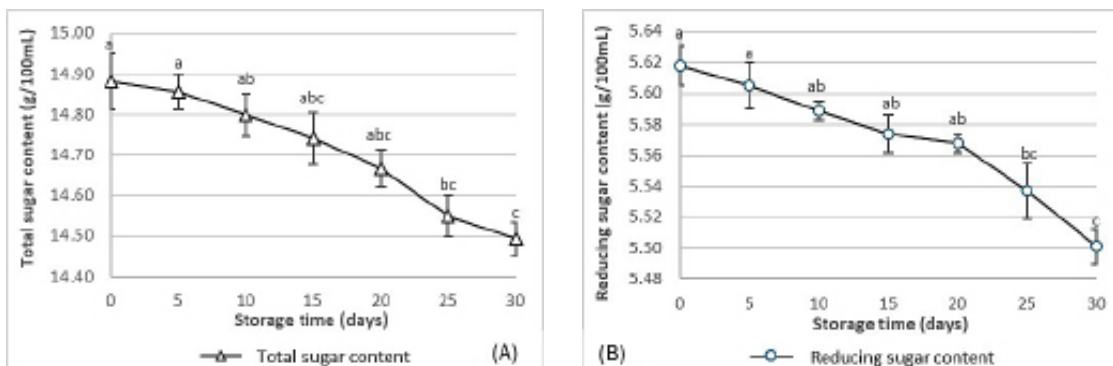 Total sugar content (g/100mL)
15.00
14.90
14.80
14.70
14.60
14.50
14.40
a
a
ab
abc
abc
bc
c
0 5 10 15 20 25 30
Storage time (days)
Total sugar content
(A)
Reducing sugar content (g/100mL)
5.64
5.62
5.60
5.58
5.56
5.54
5.52
5.50
5.48
a
a
ab
ab
ab
bc
c
0 5 10 15 20 25 30
Storage time (days)
(B)
Reducing sugar content